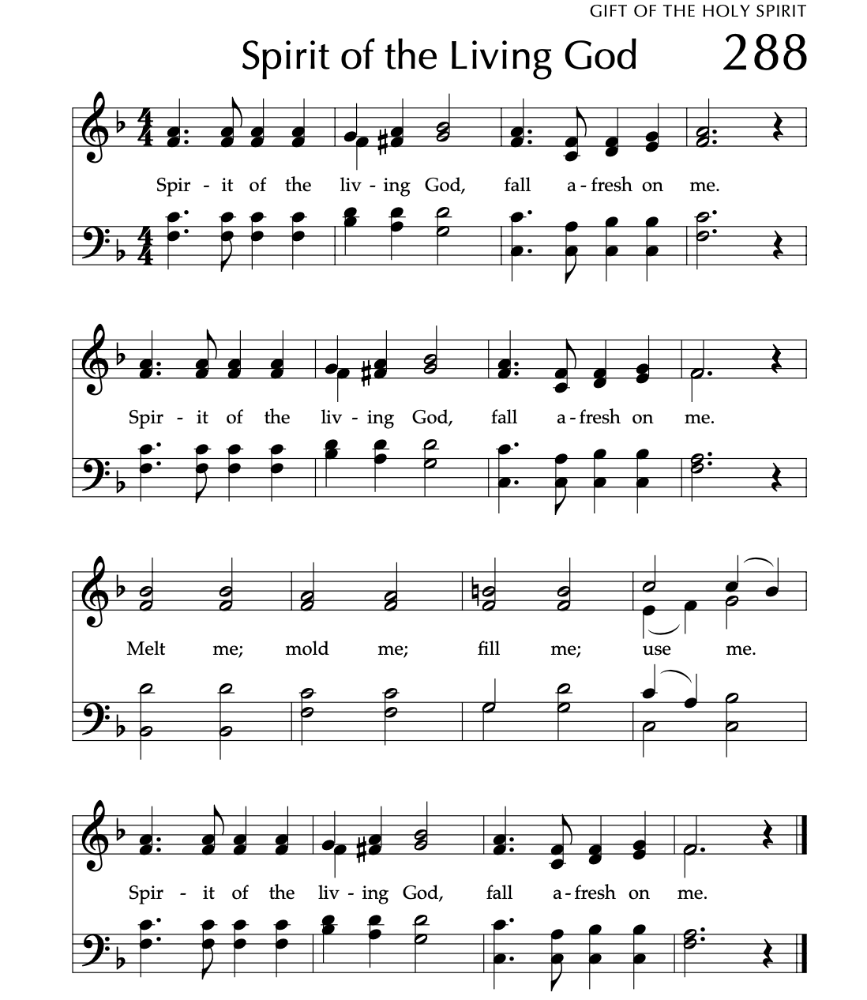 GIFT OF THE HOLY SPIRIT
Spirit of the Living God 288
Spir - it of the liv - ing God, fall a - fresh on me.
Spir - it of the liv - ing God, fall a - fresh on me.
Melt me; mold me; fill me; use me.
Spir - it of the liv - ing God, fall a - fresh on me.